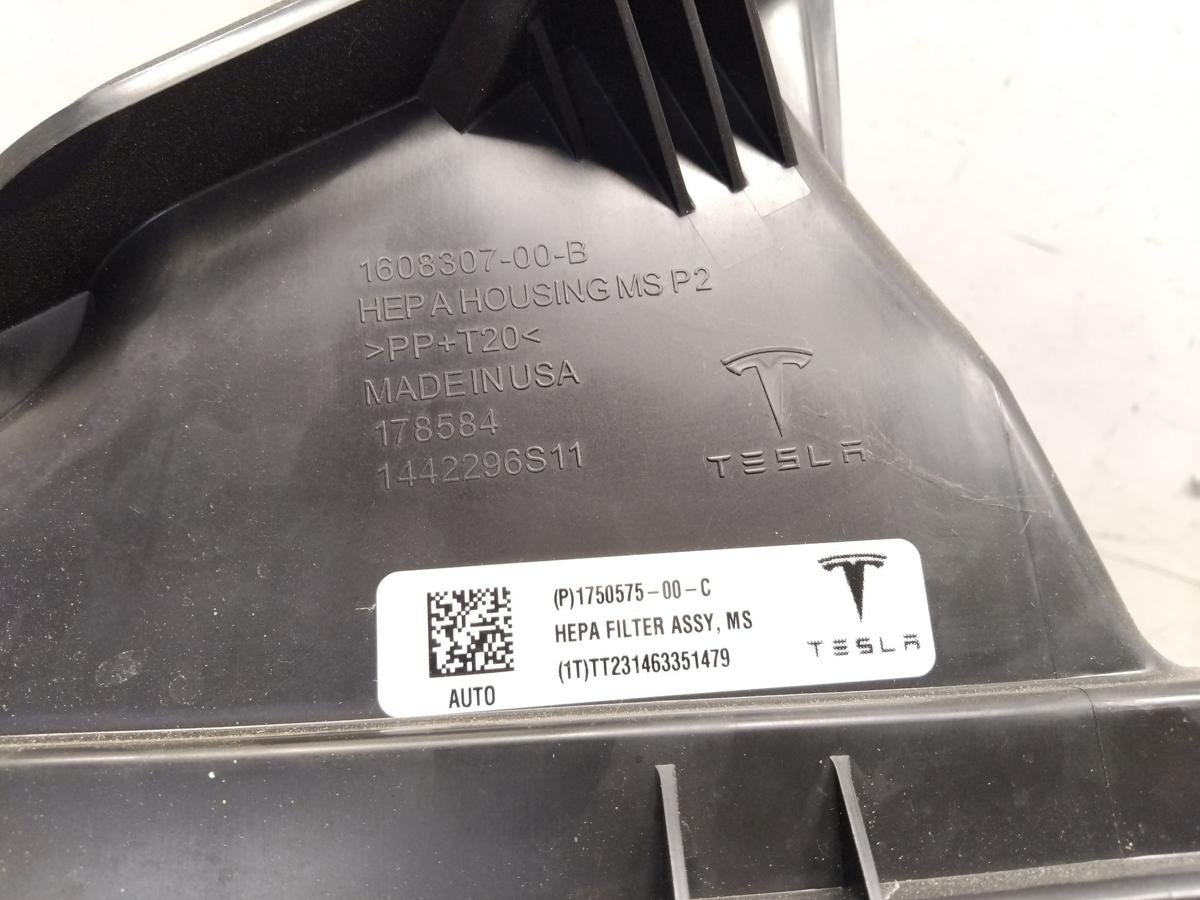 1608307-00-B
HEPA HOUSING MS P2
>PP+T20<
MADE IN USA
178584
1442296S11
TESLA
(P)1750575-00-C
HEPA FILTER ASSY, MS
(1T)TT231463351479
AUTO
TESLA